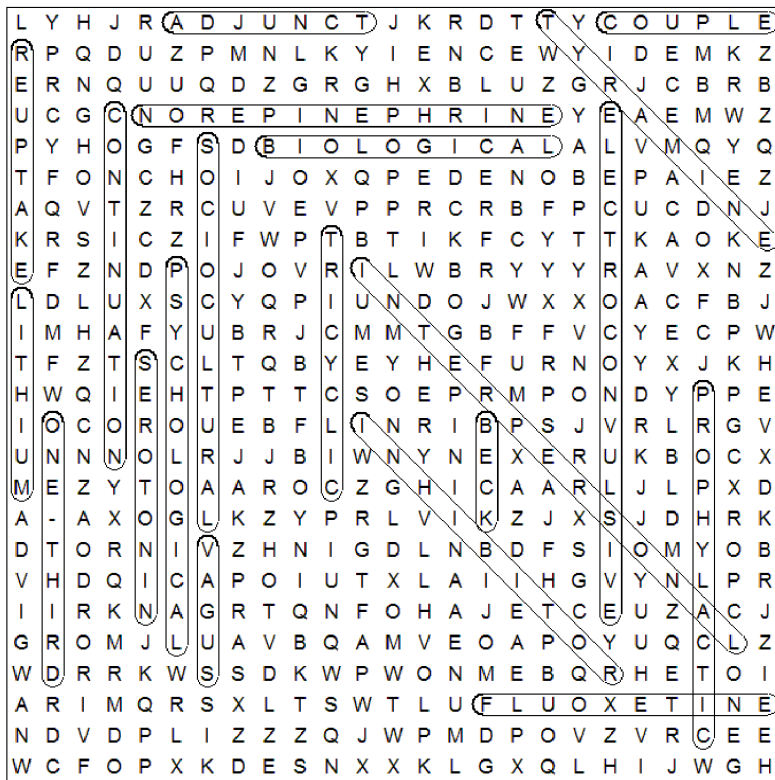 L Y H J R A D J U N C T J K R D T T Y C O U P L E
R P Q D U Z P M N L K Y I E N C E W Y I D E M K Z
E R N Q U U Q D Z G R G H X B L U Z G R J C B R B
U C G C N O R E P I N E P H R I N E Y E A E M W Z
P Y H O G F S D B I O L O G I C A L A L V M Q Y Q
T F O N C H O I J O X Q P E D E N O B E P A I E Z
A Q V T Z R C U V E V P P R C R B F P C U C D N J
K R S I C Z I F W P T B T I K F C Y T T K A O K E
E F Z N D P O J O V R I L W B R Y Y Y R A V X N Z
L D L U X S C Y Q P I U N D O J W X X O A C F B J
I M H A F Y U B R J C M M T G B F F V C Y E C P W
T F Z T S C L T Q B Y E Y H E F U R N O Y X J K H
H W Q I E H T P T T C S O E P R M P O N D Y P P E
I O C O R O U E B F L I N R I B P S J V R L R G V
U N N N O L R J J B I W N Y N E X E R U K B O C X
M E Z Y T O A A R O C Z G H I C A A R L J L P X D
A - A X O G L K Z Y P R L V I K Z J X S J D H R K
D T O R N I V Z H N I G D L N B D F S I O M Y O B
V H D Q I C A P O I U T X L A I I H G V Y N L P R
I I R K N A G R T Q N F O H A J E T C E U Z A C J
G R O M J L U A V B Q A M V E O A P O Y U Q C L Z
W D R R K W S S D K W P W O N M E B Q R H E T O I
A R I M Q R S X L T S W T L U F L U O X E T I N E
N D V D P L I Z Z Z Q J W P M D P O V Z V R C E E
W C F O P X K D E S N X X K L G X Q L H I J W G H